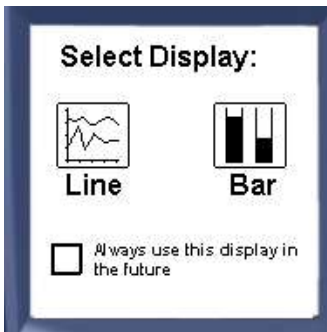 Select Display:
Line Bar
Always use this display in
the future